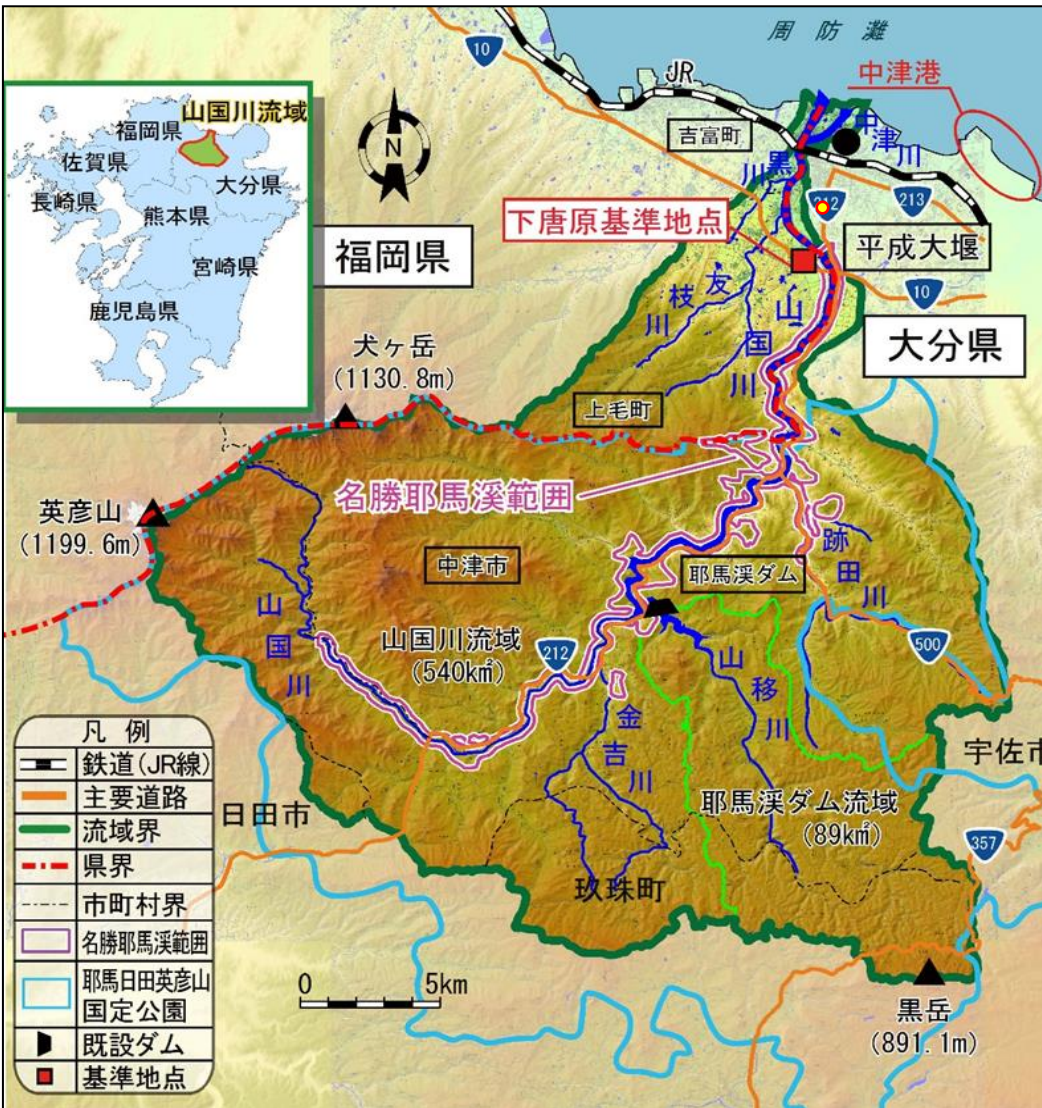 周防灘
10
JR
中津港
山国川流域
福岡県
佐賀県
大分県
長崎県
熊本県
宮崎県
鹿児島県
N
吉富町
中津川
黒川
212
213
下唐原基準地点
平成大堰
福岡県
10
友枝川
山国川
大分県
犬ヶ岳
(1130.8m)
上毛町
名勝耶馬溪範囲
英彦山
(1199.6m)
中津市
耶馬溪ダム
跡田川
山国川
山国川流域
(540k㎡)
212
500
山移川
金吉川
宇佐市
凡 例
鉄道(JR線)
主要道路
流域界
県界
市町村界
名勝耶馬溪範囲
耶馬日田英彦山
国定公園
既設ダム
基準地点
日田市
耶馬溪ダム流域
(89k㎡)
357
玖珠町
0 5km
黒岳
(891.1m)